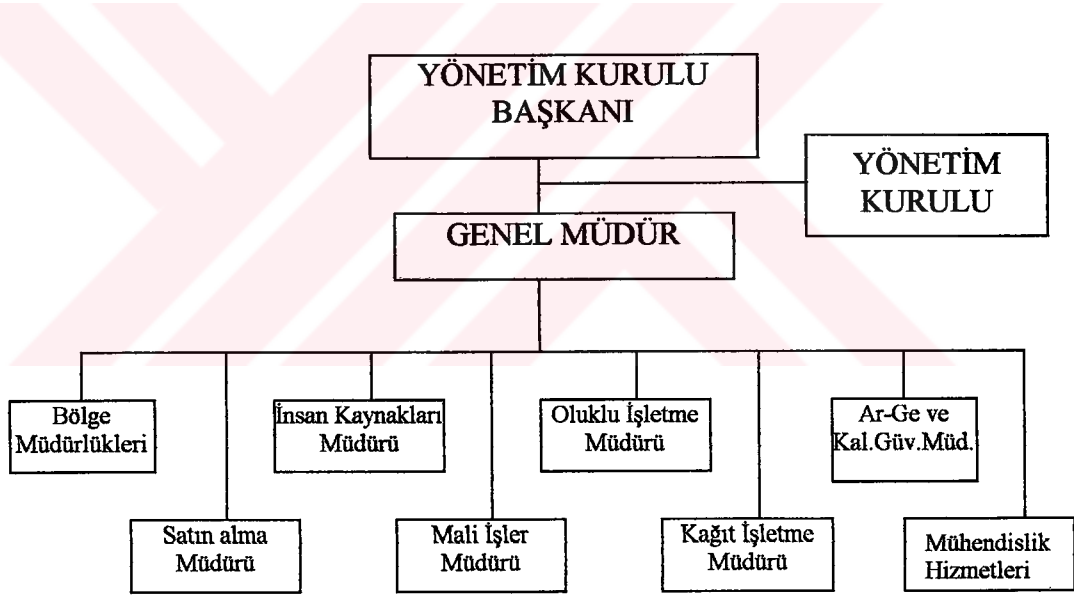 YÖNETİM KURULU
BAŞKANI
YÖNETİM
KURULU
GENEL MÜDÜR
Bölge
Müdürlükleri
İnsan Kaynakları
Müdürü
Oluklu İşletme
Müdürü
Ar-Ge ve
Kal.Güv.Müd.
Satın alma
Müdürü
Mali İşler
Müdürü
Kağıt İşletme
Müdürü
Mühendislik
Hizmetleri